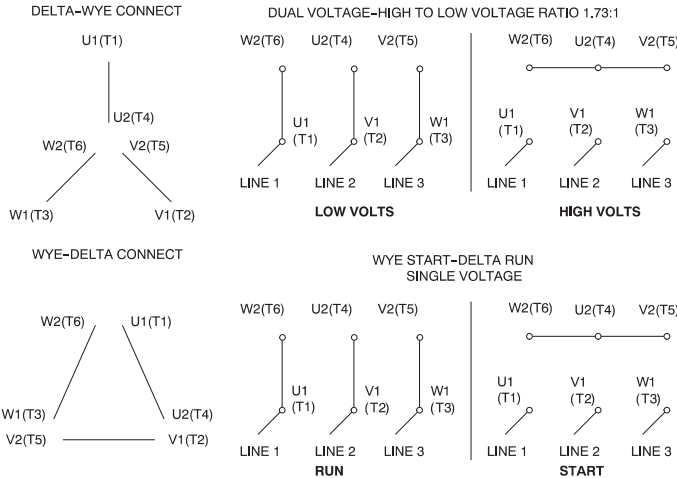 DELTA-WYE CONNECT
U1(T1)
U2(T4)
W2(T6) V2(T5)
W1(T3) V1(T2)
DUAL VOLTAGE-HIGH TO LOW VOLTAGE RATIO 1.73:1
W2(T6) U2(T4) V2(T5)
U1 (T1)
V1 (T2)
W1 (T3)
LINE 1 LINE 2 LINE 3
LOW VOLTS
W2(T6) U2(T4) V2(T5)
U1 (T1)
V1 (T2)
W1 (T3)
LINE 1 LINE 2 LINE 3
HIGH VOLTS
WYE-DELTA CONNECT
W2(T6) U1(T1)
W1(T3) U2(T4)
V2(T5) V1(T2)
WYE START-DELTA RUN
SINGLE VOLTAGE
W2(T6) U2(T4) V2(T5)
U1 (T1)
V1 (T2)
W1 (T3)
LINE 1 LINE 2 LINE 3
RUN
W2(T6) U2(T4) V2(T5)
U1 (T1)
V1 (T2)
W1 (T3)
LINE 1 LINE 2 LINE 3
START